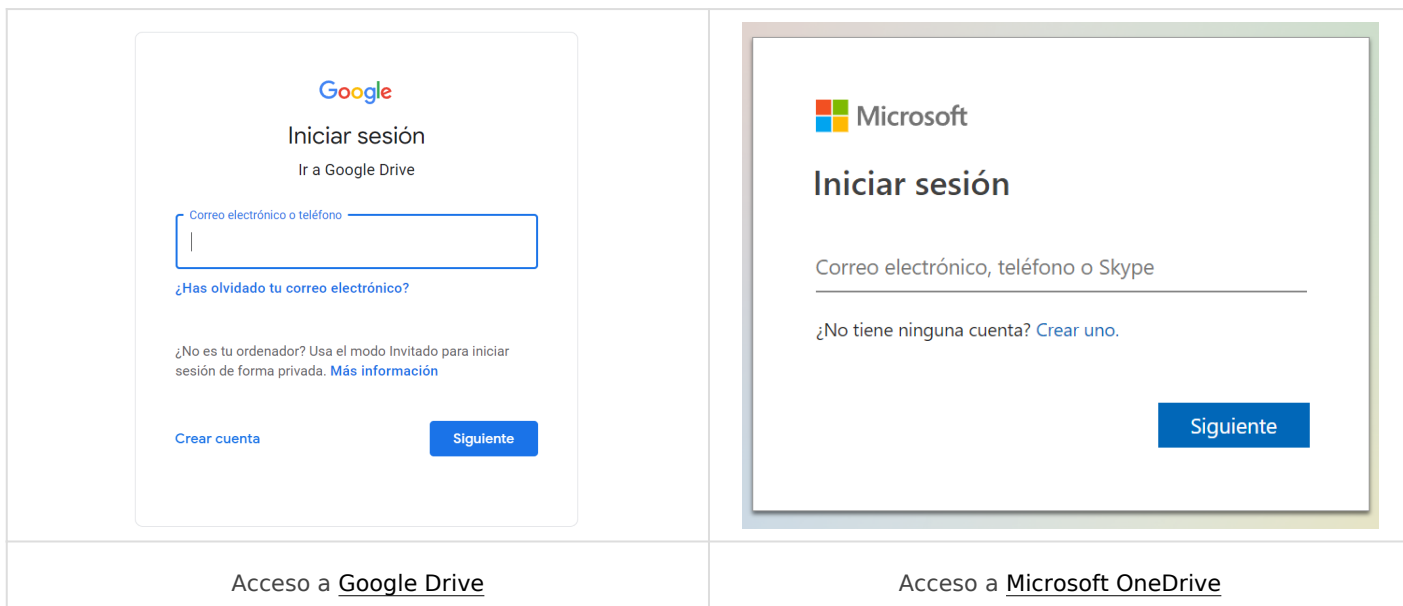 Google
Iniciar sesión
Ir a Google Drive
Correo electrónico o teléfono
¿Has olvidado tu correo electrónico?
¿No es tu ordenador? Usa el modo Invitado para iniciar
sesión de forma privada. Más información
Crear cuenta
Siguiente
Microsoft
Iniciar sesión
Correo electrónico, teléfono o Skype
¿No tiene ninguna cuenta? Crear uno.
Siguiente
Acceso a Google Drive
Acceso a Microsoft OneDrive